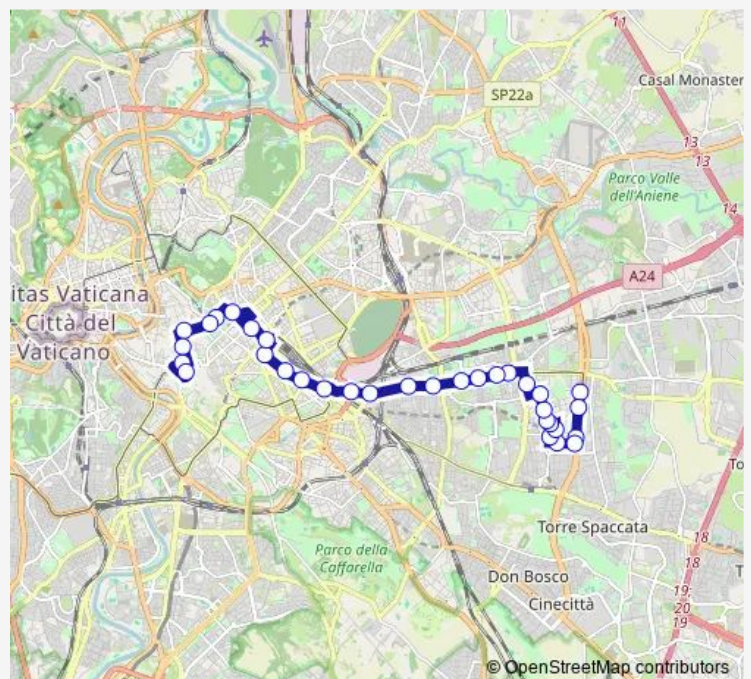 11
Casal Monaster
SP22a
13
13
Parco Valle
dell'Aniene
14
A24
itas Vaticana
Città del
Vaticano
To
Torre Spaccata
18
18
Parco della
Caffarella
Don Bosco
T
Cinecittà
19
20
19
© OpenStreetMap contributors